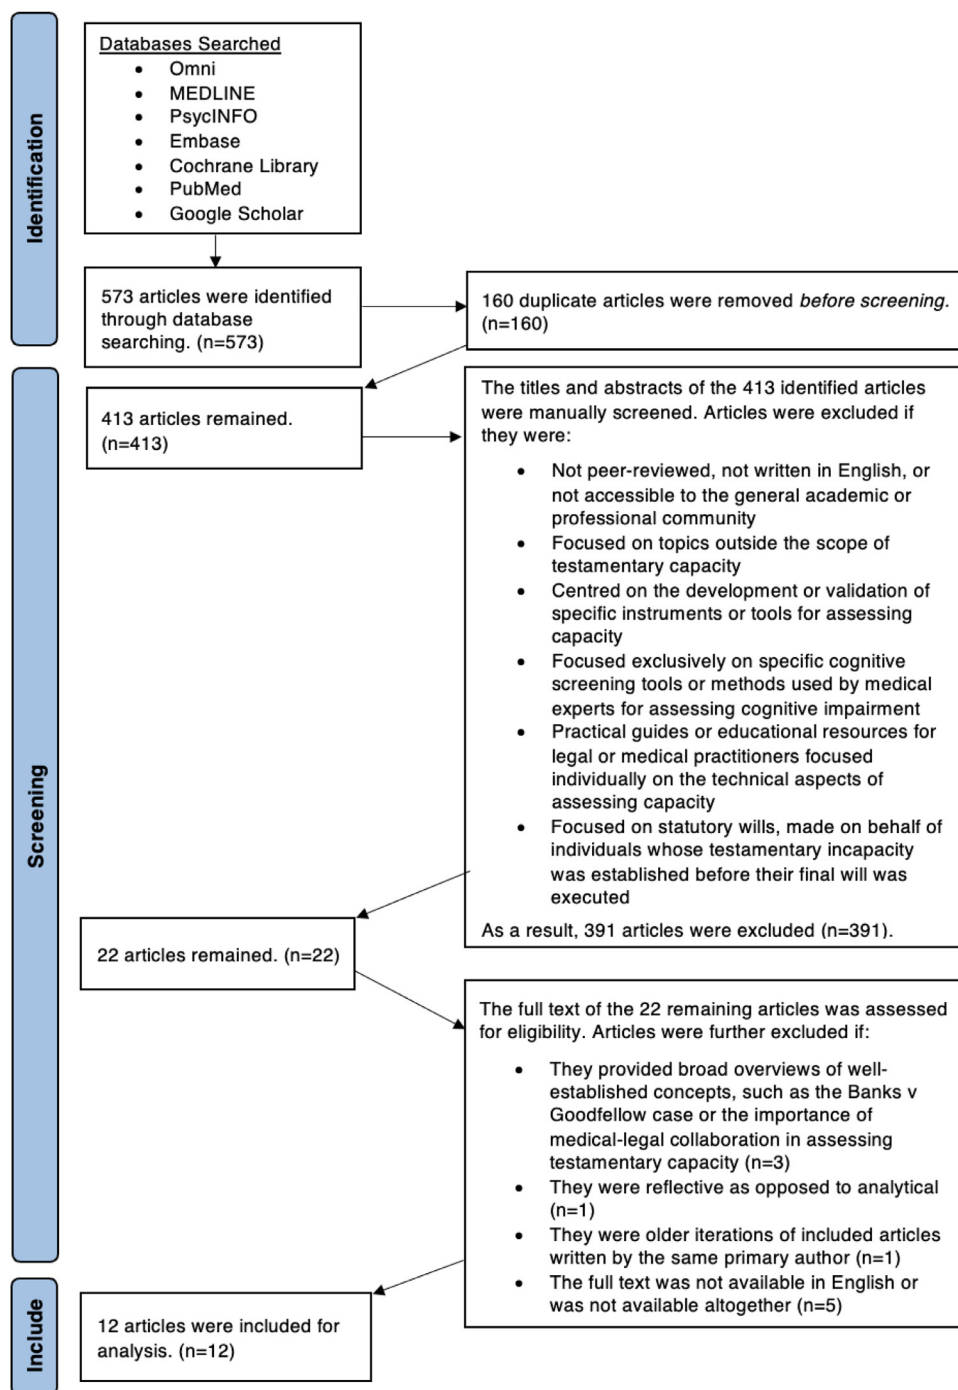 Identification
Databases Searched
• Omni
• MEDLINE
• PsycINFO
• Embase
• Cochrane Library
• PubMed
• Google Scholar
573 articles were identified
through database
searching. (n=573)
160 duplicate articles were removed before screening.
(n=160)
Screening
413 articles remained.
(n=413)
The titles and abstracts of the 413 identified articles
were manually screened. Articles were excluded if
they were:
• Not peer-reviewed, not written in English, or
not accessible to the general academic or
professional community
• Focused on topics outside the scope of
testamentary capacity
• Centred on the development or validation of
specific instruments or tools for assessing
capacity
• Focused exclusively on specific cognitive
screening tools or methods used by medical
experts for assessing cognitive impairment
• Practical guides or educational resources for
legal or medical practitioners focused
individually on the technical aspects of
assessing capacity
• Focused on statutory wills, made on behalf of
individuals whose testamentary incapacity
was established before their final will was
executed
As a result, 391 articles were excluded (n=391).
22 articles remained. (n=22)
The full text of the 22 remaining articles was assessed
for eligibility. Articles were further excluded if:
• They provided broad overviews of well-
established concepts, such as the Banks v
Goodfellow case or the importance of
medical-legal collaboration in assessing
testamentary capacity (n=3)
• They were reflective as opposed to analytical
(n=1)
• They were older iterations of included articles
written by the same primary author (n=1)
• The full text was not available in English or
was not available altogether (n=5)
Include
12 articles were included for
analysis. (n=12)